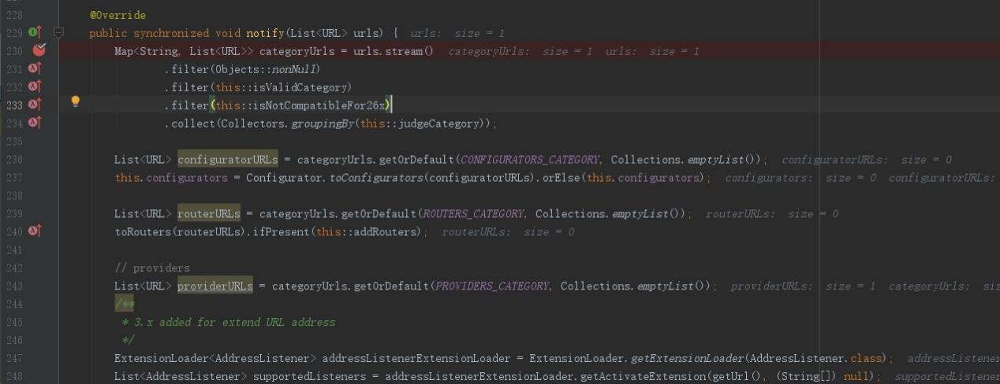 228 @Override
229 public synchronized void notify(List<URL> urls) { urls: size = 1
230 Map<String, List<URL>> categoryUrls = urls.stream() categoryUrls: size = 1 urls: size = 1
231 .filter(Objects::nonNull)
232 .filter(this::isValidCategory)
233 .filter(this::isNotCompatibleFor26x)
234 .collect(Collectors.groupingBy(this::judgeCategory));
235
236 List<URL> configuratorURLs = categoryUrls.getOrDefault(CONFIGURATORS_CATEGORY, Collections.emptyList()); configuratorURLs: size = 0
237 this.configurators = Configurator.toConfigurators(configuratorURLs).orElse(this.configurators); configurators: size = 0 configuratorURLs:
238
239 List<URL> routerURLs = categoryUrls.getOrDefault(ROUTERS_CATEGORY, Collections.emptyList()); routerURLs: size = 0
240 toRouters(routerURLs).ifPresent(this::addRouters); routerURLs: size = 0
241
242 // providers
243 List<URL> providerURLs = categoryUrls.getOrDefault(PROVIDERS_CATEGORY, Collections.emptyList()); providerURLs: size = 1 categoryUrls: siz
244 /**
245 * 3.x added for extend URL address
246 */
247 ExtensionLoader<AddressListener> addressListenerExtensionLoader = ExtensionLoader.getExtensionLoader(AddressListener.class); addressListener
248 List<AddressListener> supportedListeners = addressListenerExtensionLoader.getActivateExtension(getUrl(), (String[]) null); supportedListener